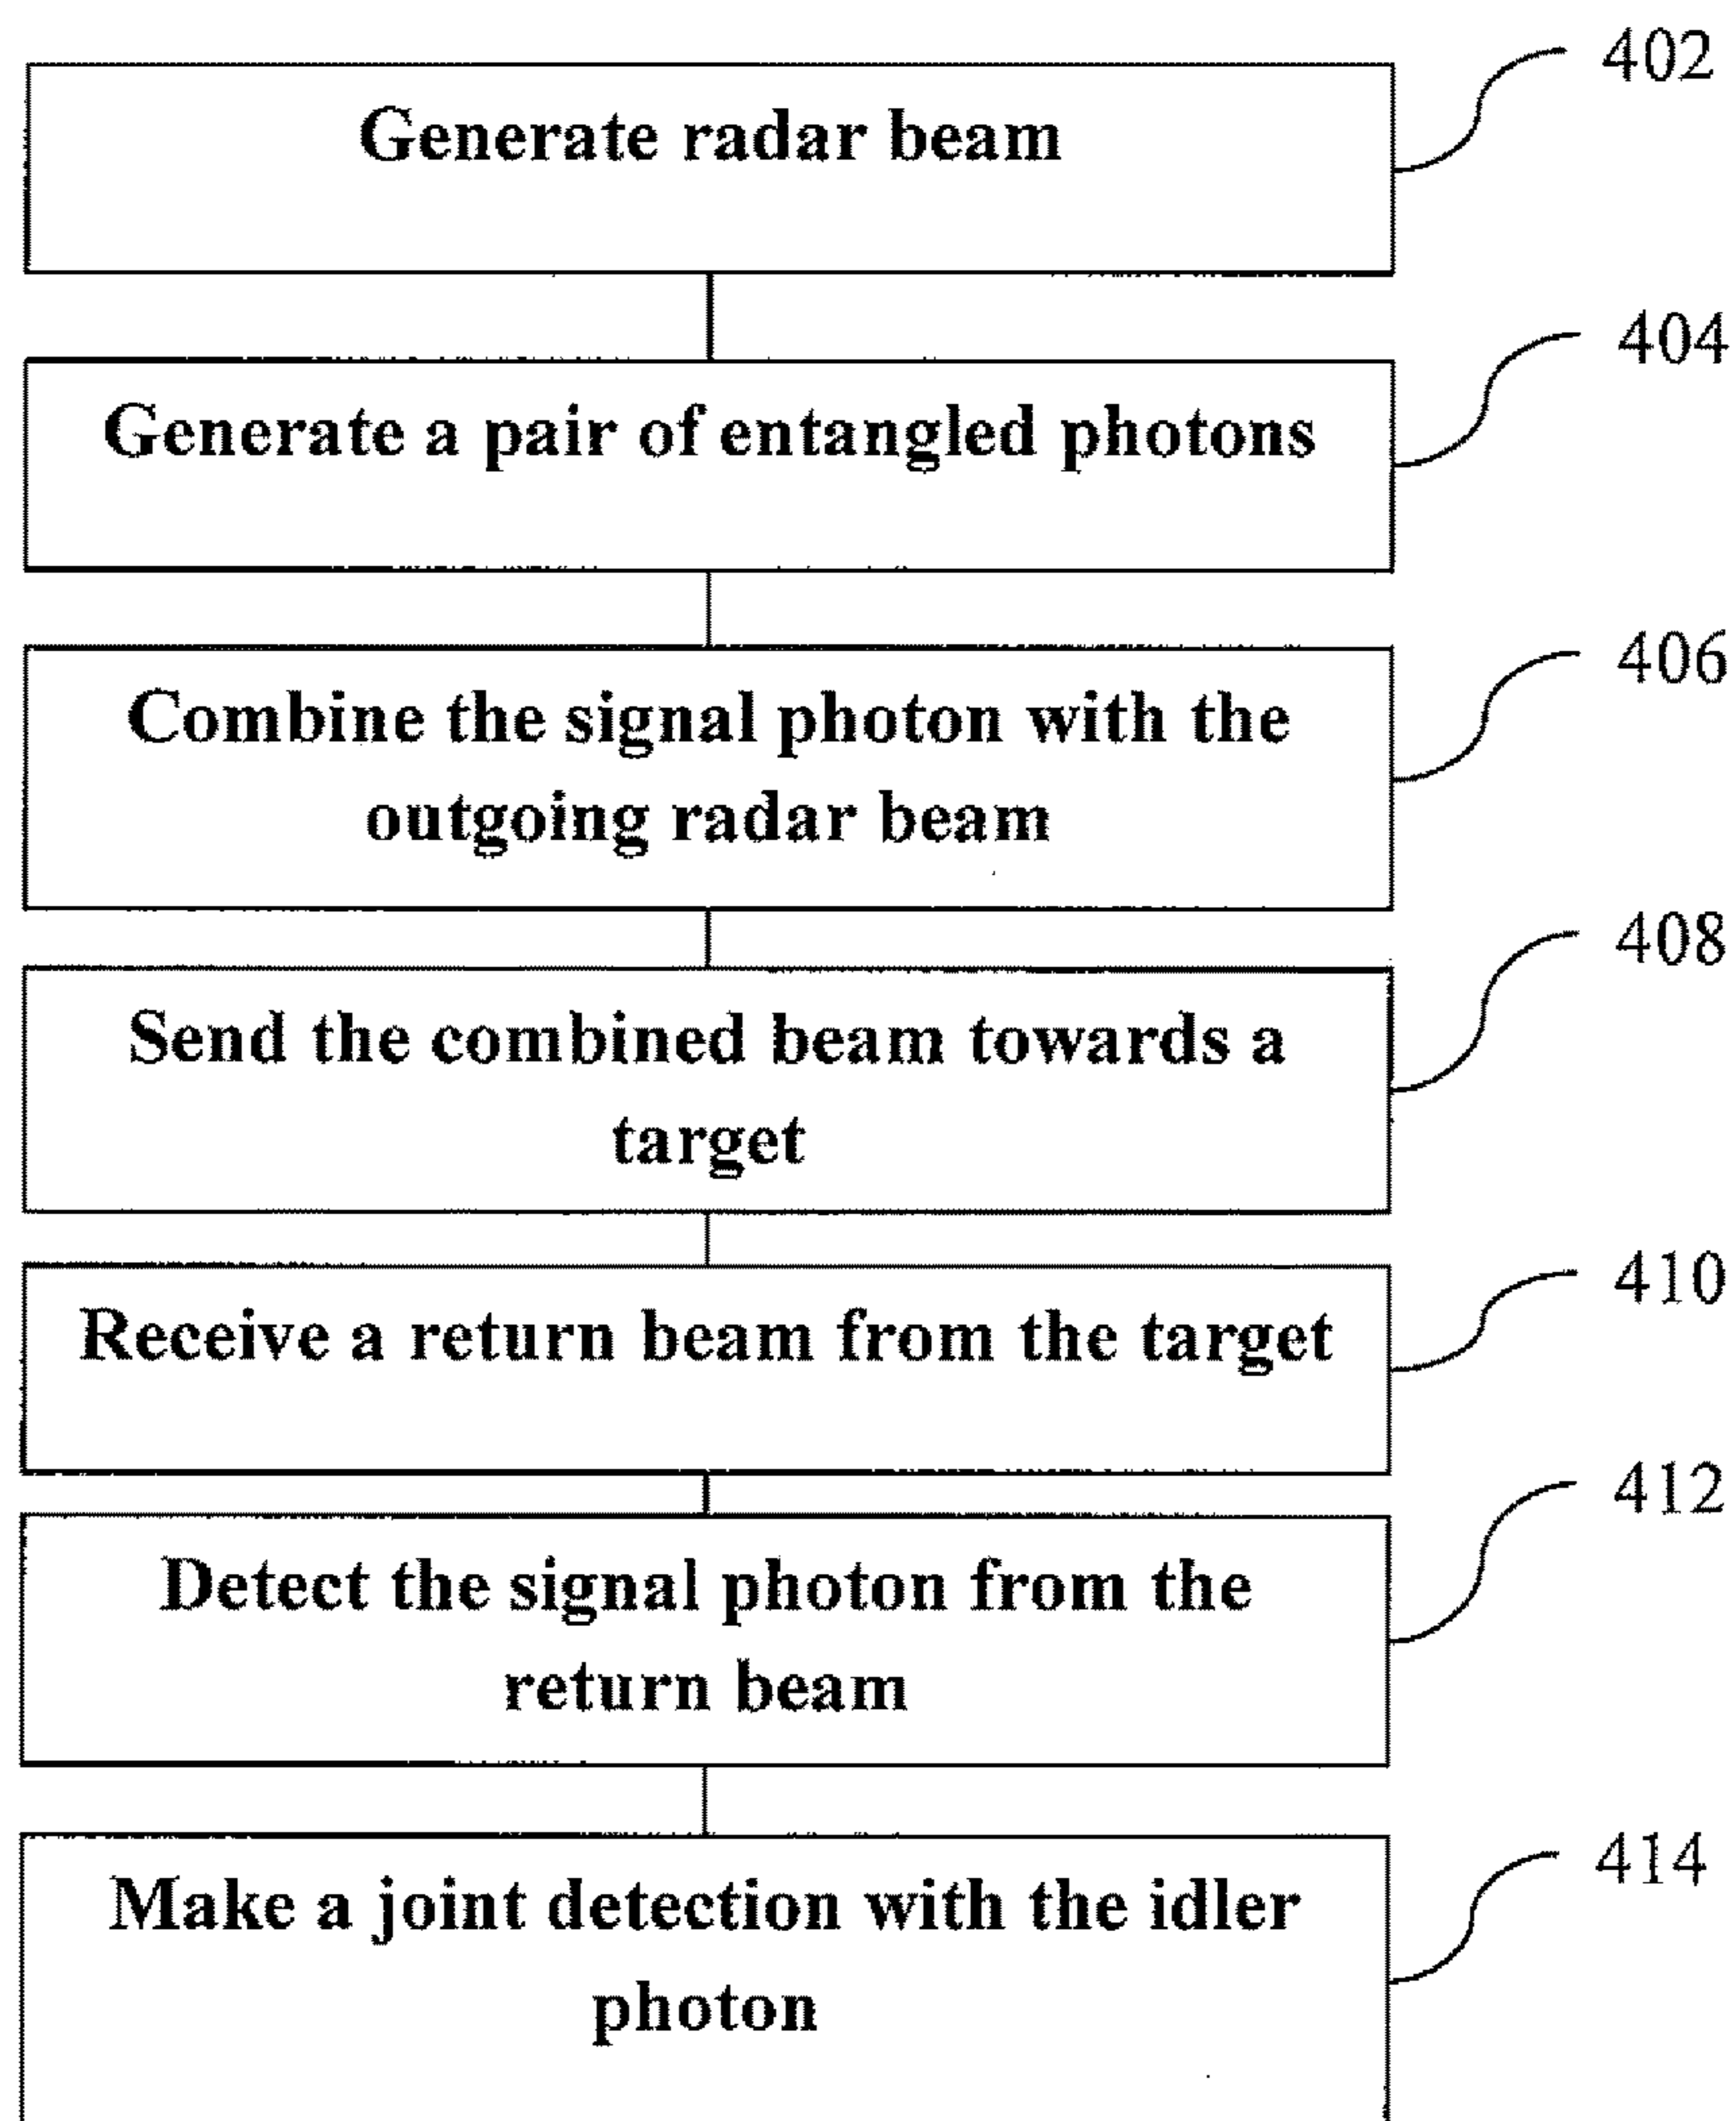 402
Generate radar beam
404
Generate a pair of entangled photons
406
Combine the signal photon with the
outgoing radar beam
408
Send the combined beam towards a
target
410
Receive a return beam from the target
412
Detect the signal photon from the
return beam
414
Make a joint detection with the idler
photon